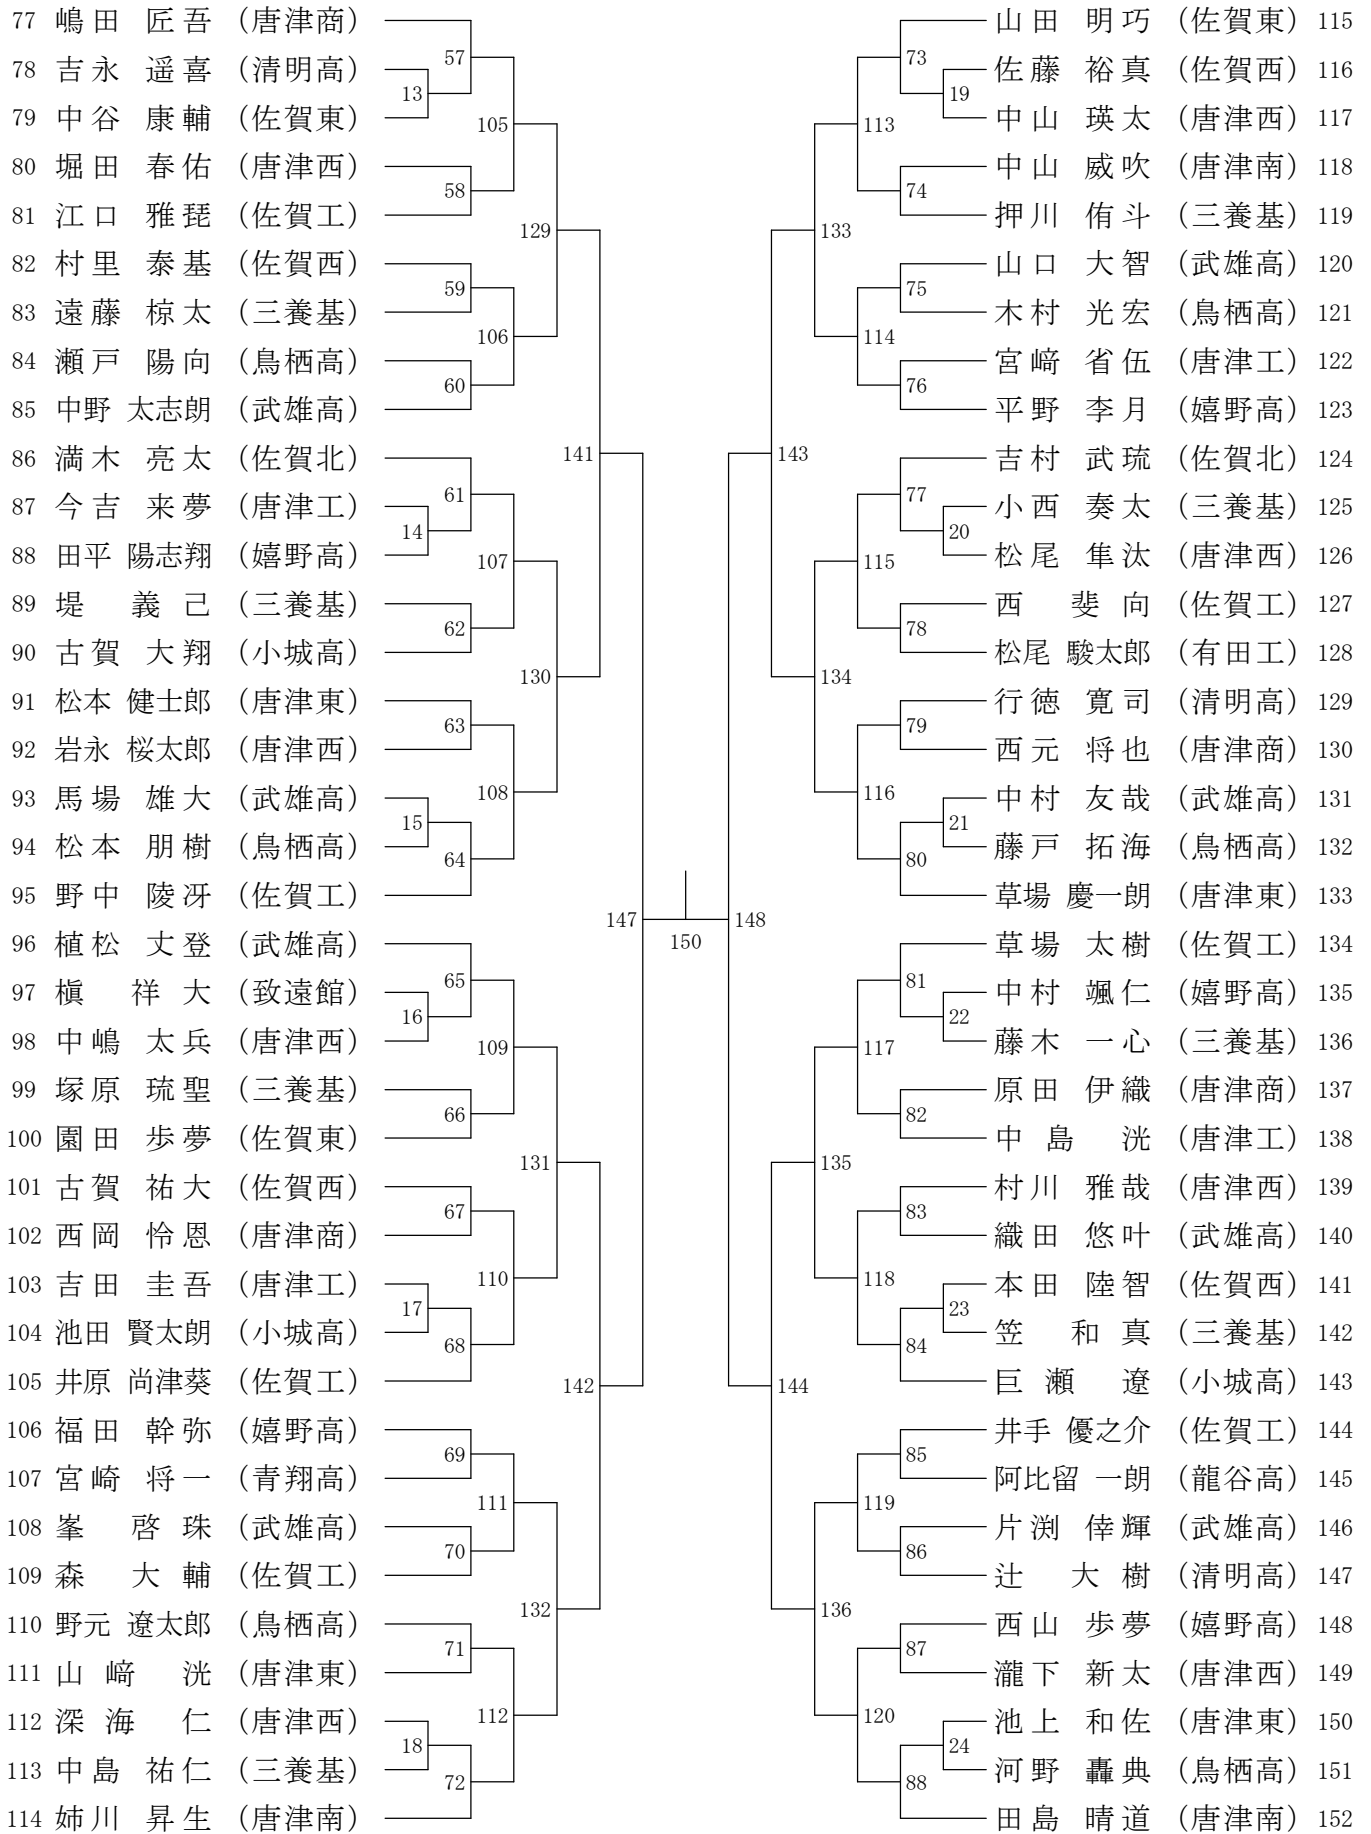 77 嶋田 匠吾 (唐津商)
78 吉永 遥喜 (清明高)
79 中谷 康輔 (佐賀東)
80 堀田 春佑 (唐津西)
81 江口 雅琵 (佐賀工)
82 村里 泰基 (佐賀西)
83 遠藤 椋太 (三養基)
84 瀬戸 陽向 (鳥栖高)
85 中野 太志朗 (武雄高)
86 満木 亮太 (佐賀北)
87 今吉 来夢 (唐津工)
88 田平 陽志翔 (嬉野高)
89 堤 義己 (三養基)
90 古賀 大翔 (小城高)
91 松本 健士郎 (唐津東)
92 岩永 桜太郎 (唐津西)
93 馬場 雄大 (武雄高)
94 松本 朋樹 (鳥栖高)
95 野中 陵冴 (佐賀工)
96 植松 丈登 (武雄高)
97 槇 祥大 (致遠館)
98 中嶋 太兵 (唐津西)
99 塚原 琉聖 (三養基)
100 園田 歩夢 (佐賀東)
101 古賀 祐大 (佐賀西)
102 西岡 怜恩 (唐津商)
103 吉田 圭吾 (唐津工)
104 池田 賢太朗 (小城高)
105 井原 尚津葵 (佐賀工)
106 福田 幹弥 (嬉野高)
107 宮崎 将一 (青翔高)
108 峯 啓珠 (武雄高)
109 森 大輔 (佐賀工)
110 野元 遼太郎 (鳥栖高)
111 山﨑 洸 (唐津東)
112 深海 仁 (唐津西)
113 中島 祐仁 (三養基)
114 姉川 昇生 (唐津南)
13
14
15
16
17
18
57
58
59
60
61
62
63
64
65
66
67
68
69
70
71
72
105
106
107
108
109
110
111
112
129
130
131
132
141
142
147
150
148
143
144
133
134
135
136
113
114
115
116
117
118
119
120
73
74
75
76
77
78
79
80
81
82
83
84
85
86
87
88
19
20
21
22
23
24
山田 明巧 (佐賀東) 115
佐藤 裕真 (佐賀西) 116
中山 瑛太 (唐津西) 117
中山 威吹 (唐津南) 118
押川 侑斗 (三養基) 119
山口 大智 (武雄高) 120
木村 光宏 (鳥栖高) 121
宮﨑 省伍 (唐津工) 122
平野 李月 (嬉野高) 123
吉村 武琉 (佐賀北) 124
小西 奏太 (三養基) 125
松尾 隼汰 (唐津西) 126
西 斐向 (佐賀工) 127
松尾 駿太郎 (有田工) 128
行徳 寛司 (清明高) 129
西元 将也 (唐津商) 130
中村 友哉 (武雄高) 131
藤戸 拓海 (鳥栖高) 132
草場 慶一朗 (唐津東) 133
草場 太樹 (佐賀工) 134
中村 颯仁 (嬉野高) 135
藤木 一心 (三養基) 136
原田 伊織 (唐津商) 137
中島 洸 (唐津工) 138
村川 雅哉 (唐津西) 139
織田 悠叶 (武雄高) 140
本田 陸智 (佐賀西) 141
笠 和真 (三養基) 142
巨瀬 遼 (小城高) 143
井手 優之介 (佐賀工) 144
阿比留 一朗 (龍谷高) 145
片渕 倖輝 (武雄高) 146
辻 大樹 (清明高) 147
西山 歩夢 (嬉野高) 148
瀧下 新太 (唐津西) 149
池上 和佐 (唐津東) 150
河野 轟典 (鳥栖高) 151
田島 晴道 (唐津南) 152